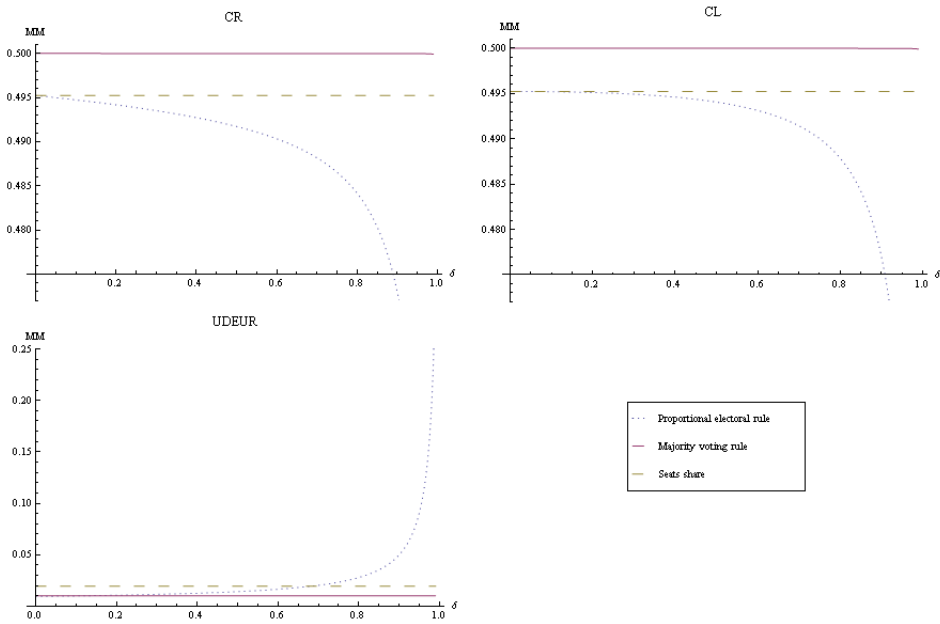 CR
MM
0.500
0.495
0.490
0.485
0.480
0.2 0.4 0.6 0.8 1.0 δ
CL
MM
0.500
0.495
0.490
0.485
0.480
0.2 0.4 0.6 0.8 1.0 δ
UDEUR
MM
0.25
0.20
0.15
0.10
0.05
0.0 0.2 0.4 0.6 0.8 1.0 δ
Proportional electoral rule
Majority voting rule
Seats share